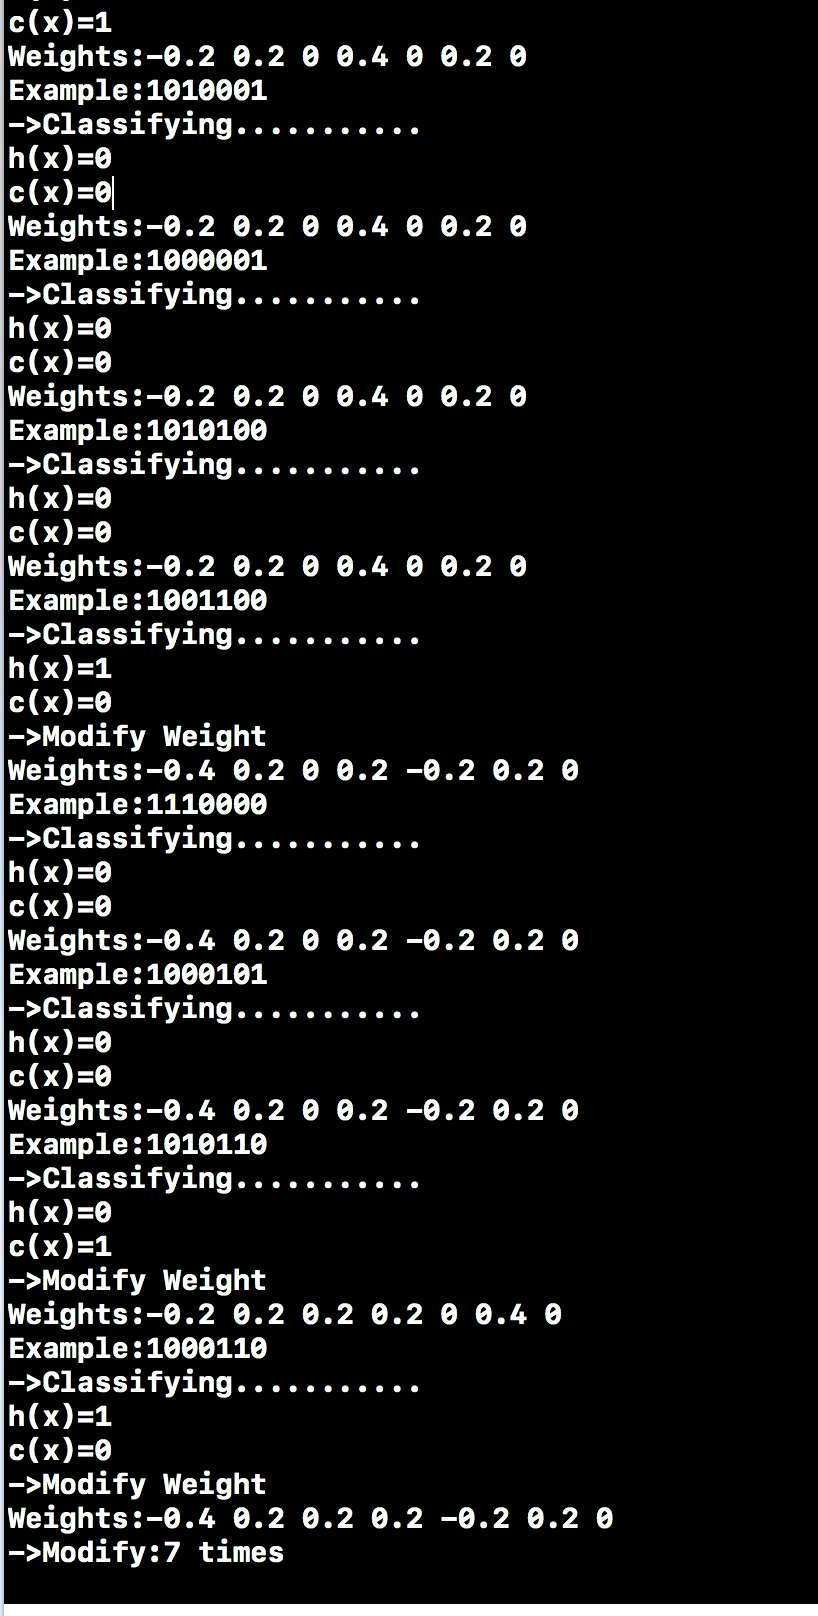 c(x)=1
Weights:-0.2 0.2 0 0.4 0 0.2 0
Example:1010001
->Classifying...........
h(x)=0
c(x)=0
Weights:-0.2 0.2 0 0.4 0 0.2 0
Example:1000001
->Classifying...........
h(x)=0
c(x)=0
Weights:-0.2 0.2 0 0.4 0 0.2 0
Example:1010100
->Classifying...........
h(x)=0
c(x)=0
Weights:-0.2 0.2 0 0.4 0 0.2 0
Example:1001100
->Classifying...........
h(x)=1
c(x)=0
->Modify Weight
Weights:-0.4 0.2 0 0.2 -0.2 0.2 0
Example:1110000
->Classifying...........
h(x)=0
c(x)=0
Weights:-0.4 0.2 0 0.2 -0.2 0.2 0
Example:1000101
->Classifying...........
h(x)=0
c(x)=0
Weights:-0.4 0.2 0 0.2 -0.2 0.2 0
Example:1010110
->Classifying...........
h(x)=0
c(x)=1
->Modify Weight
Weights:-0.2 0.2 0.2 0.2 0 0.4 0
Example:1000110
->Classifying...........
h(x)=1
c(x)=0
->Modify Weight
Weights:-0.4 0.2 0.2 0.2 -0.2 0.2 0
->Modify:7 times